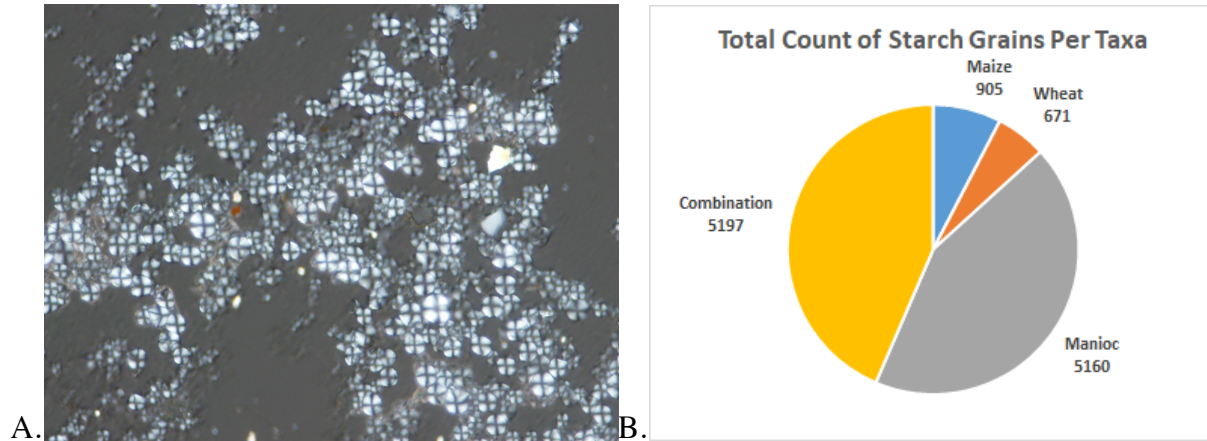 A.
B.
Total Count of Starch Grains Per Taxa
Maize
905
Wheat
671
Combination
5197
Manioc
5160